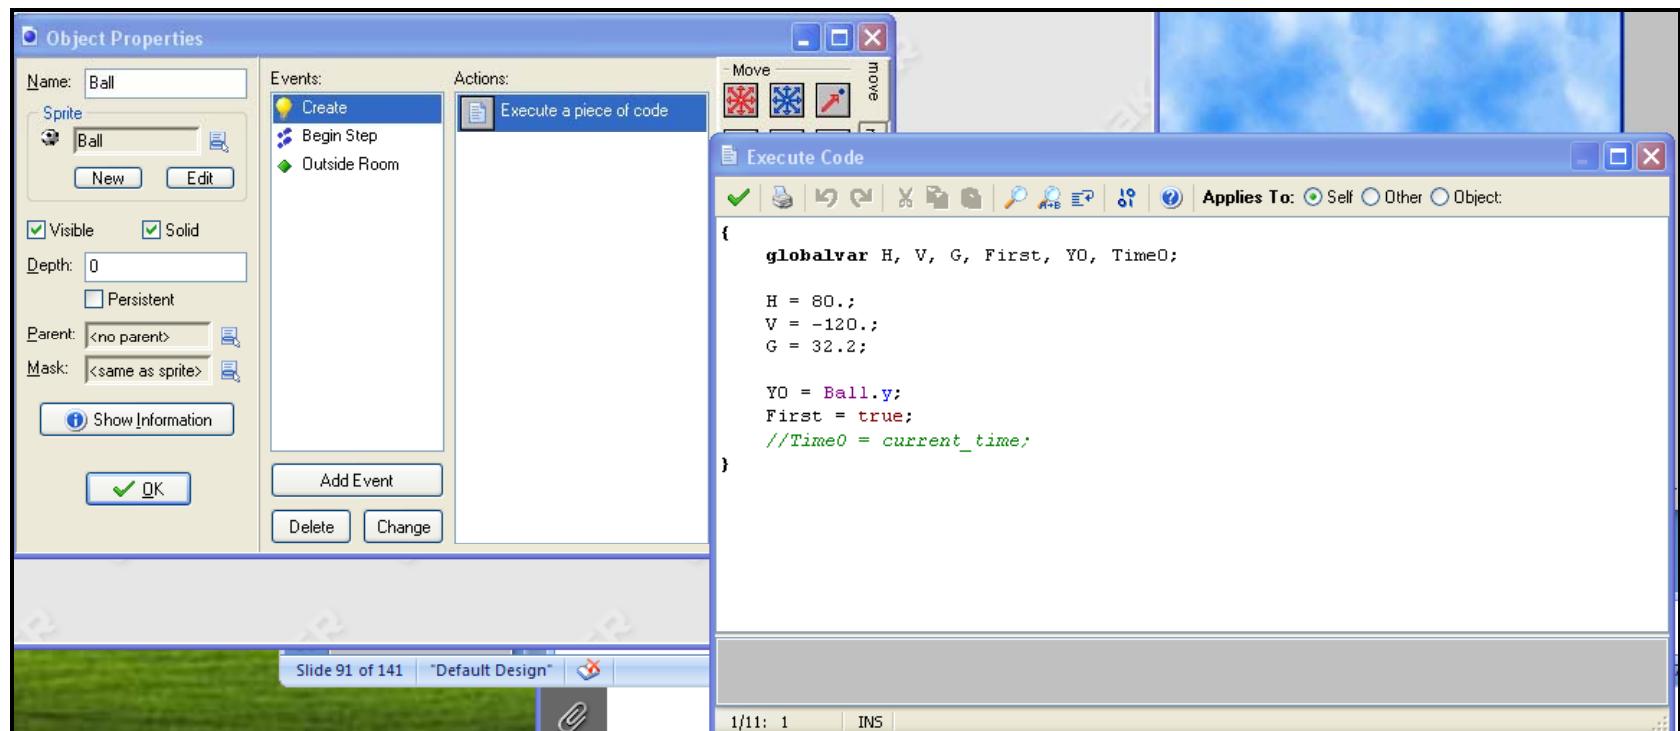 Object Properties
Name: Ball
Sprite
Ball
New Edit
Visible Solid
Depth: 0
Persistent
Parent: <no parent>
Mask: <same as sprite>
Show Information
OK
Events:
Create
Begin Step
Outside Room
Add Event
Delete Change
Actions:
Execute a piece of code
Move
move
Execute Code
Applies To: Self Other Object:
{
globalvar H, V, G, First, Y0, Time0;
H = 80.;
V = -120.;
G = 32.2;
Y0 = Ball.y;
First = true;
//Time0 = current_time;
}
1/11: 1 INS
Slide 91 of 141 "Default Design"